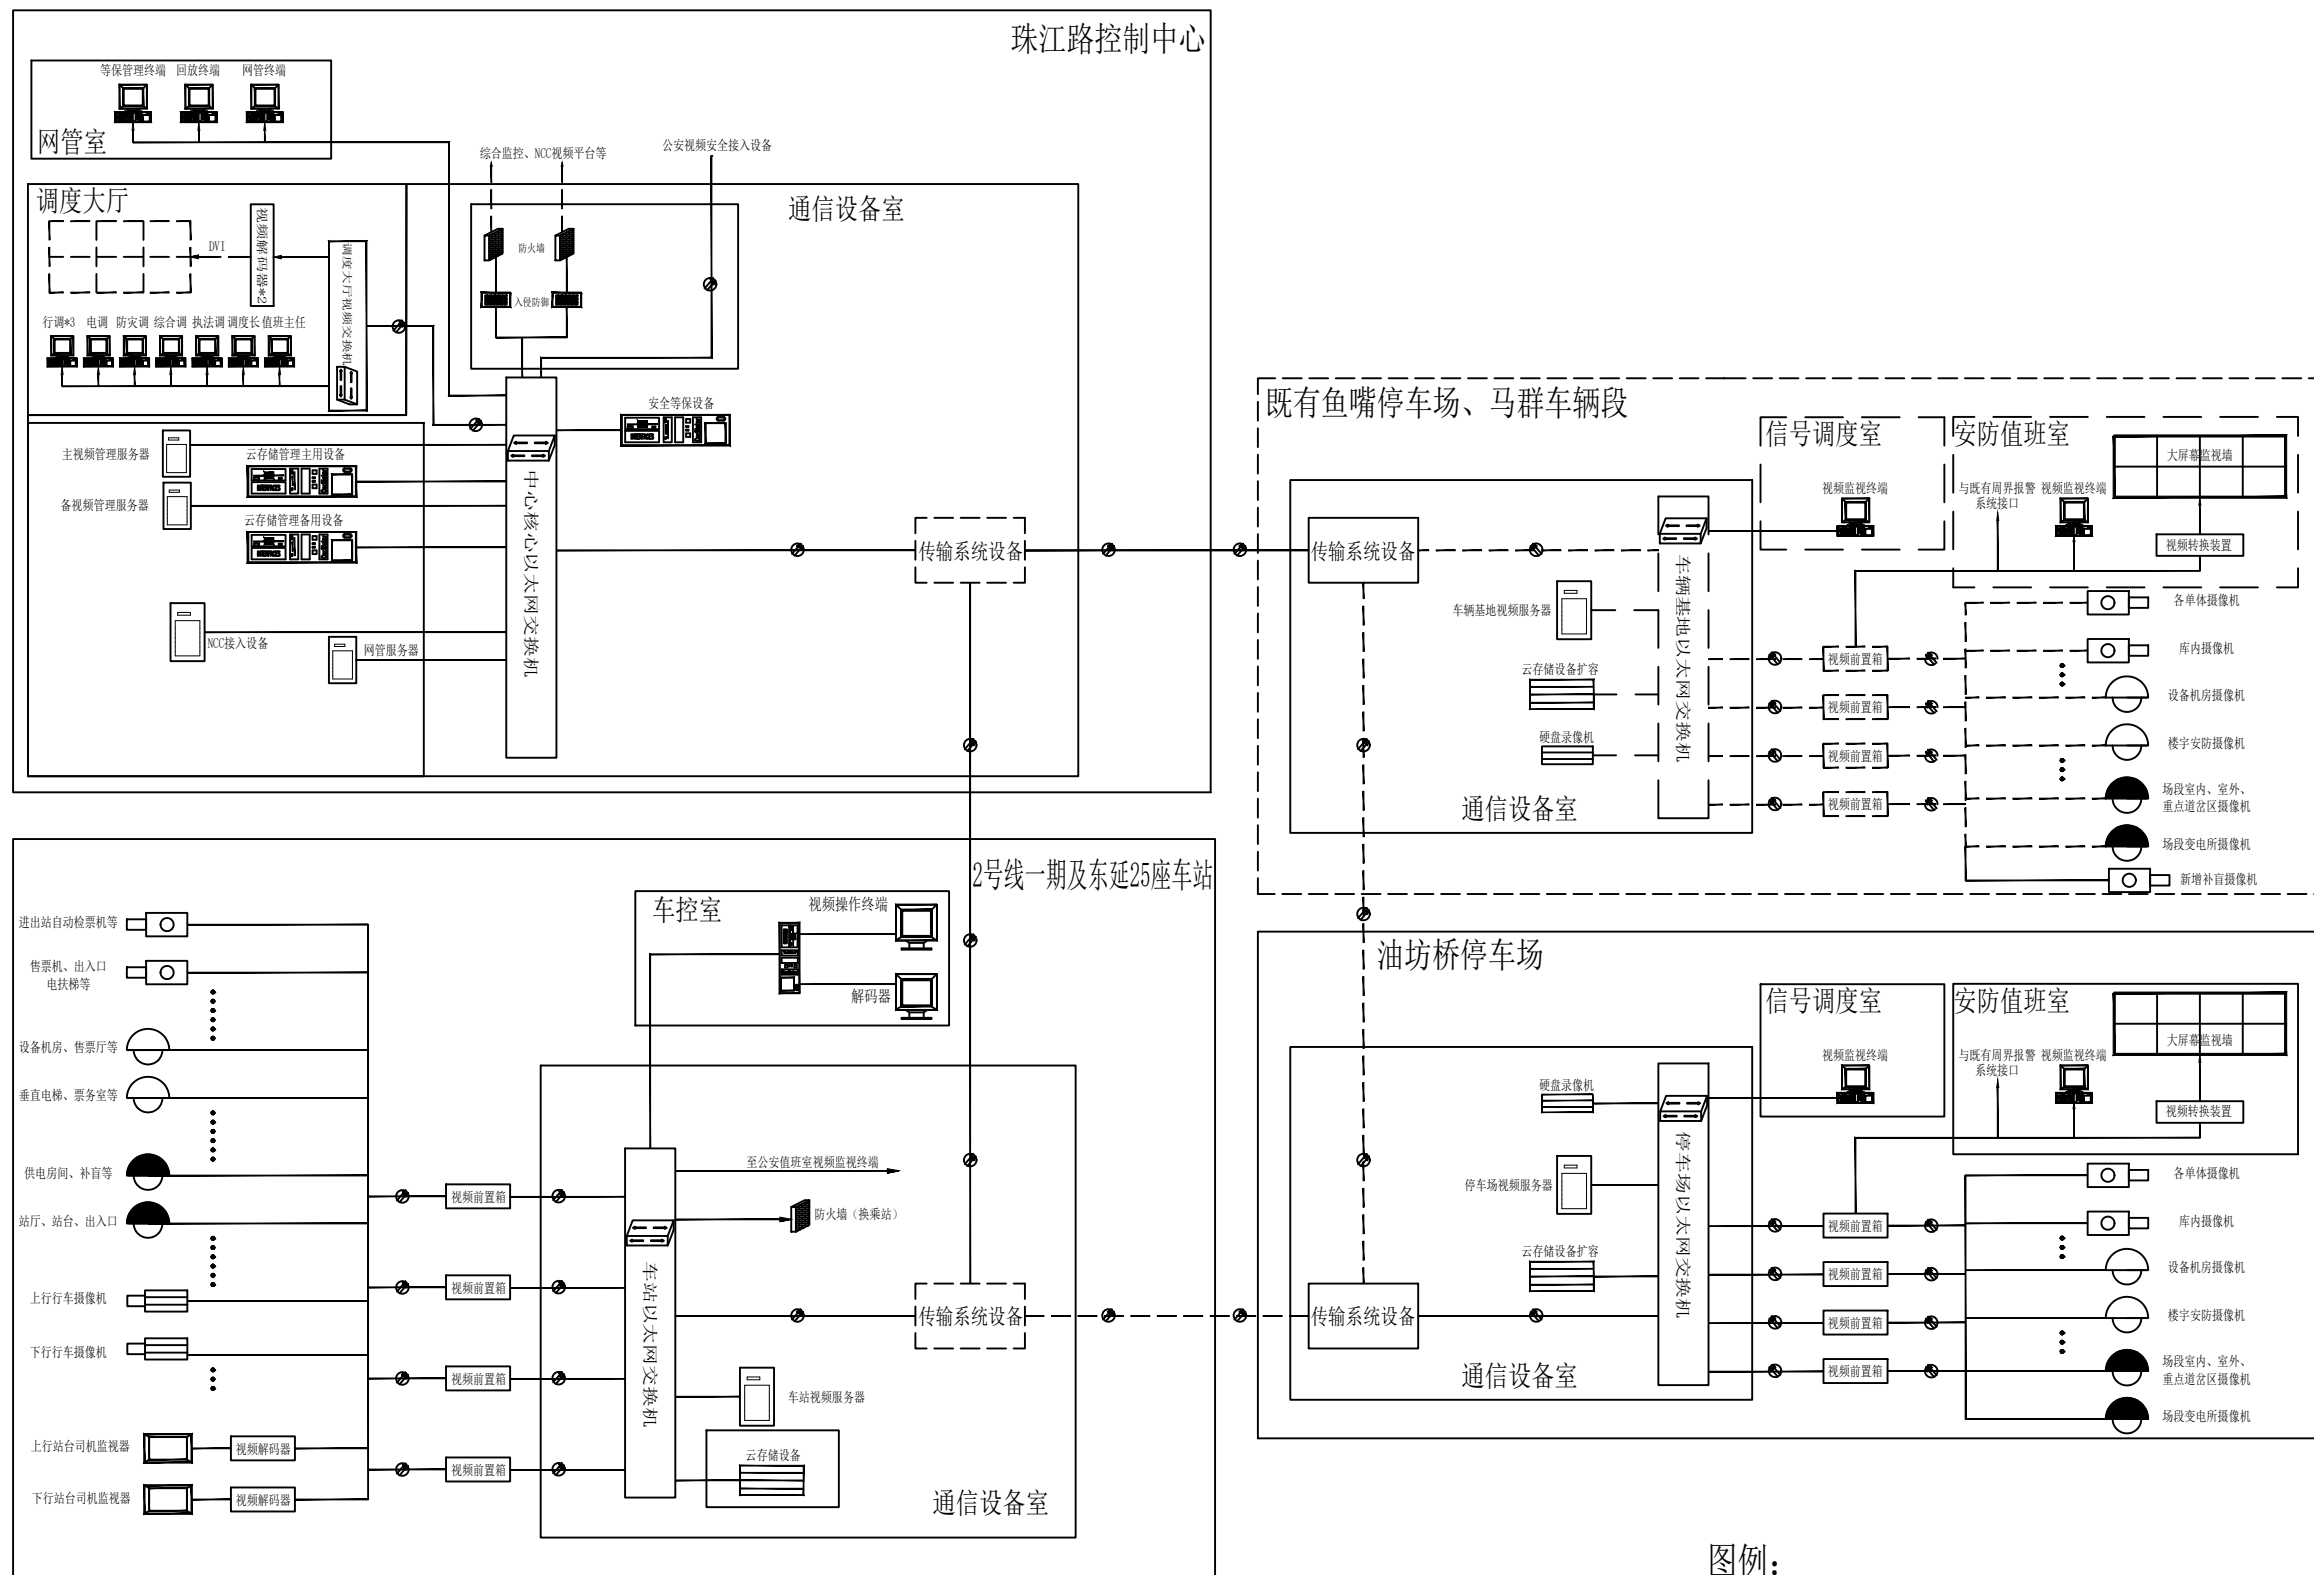 珠江路控制中心
等保管理终端
回放终端
网管终端
网管室
综合监控、NCC视频平台等
公安视频安全接入设备
调度大厅
通信设备室
DVI
视频解码器*2
调度大厅视频交换机
防火墙
入侵防御
行调*3
电调
防灾调
综合调
执法调
调度长
值班主任
安全等保设备
主视频管理服务器
云存储管理主用设备
INTERFACES
INTERFACES
备视频管理服务器
云存储管理备用设备
INTERFACES
中心核心以太网交换机
传输系统设备
NCC接入设备
网管服务器
既有鱼嘴停车场、马群车辆段
信号调度室
安防值班室
大屏幕监视墙
视频监视终端
与既有周界报警
系统接口
视频监视终端
视频转换装置
传输系统设备
车辆基地以太网交换机
车辆基地视频服务器
云存储设备扩容
硬盘录像机
通信设备室
视频前置箱
视频前置箱
视频前置箱
视频前置箱
各单体摄像机
库内摄像机
设备机房摄像机
楼宇安防摄像机
场段室内、室外、
重点道岔区摄像机
场段变电所摄像机
新增补盲摄像机
2号线一期及东延25座车站
进出站自动检票机等
售票机、出入口
电扶梯等
设备机房、售票厅等
垂直电梯、票务室等
供电房间、补盲等
站厅、站台、出入口
上行行车摄像机
下行行车摄像机
上行站台司机监视器
视频解码器
下行站台司机监视器
视频解码器
视频前置箱
视频前置箱
视频前置箱
视频前置箱
车控室
视频操作终端
解码器
至公安值班室视频监视终端
防火墙（换乘站）
车站以太网交换机
传输系统设备
车站视频服务器
云存储设备
通信设备室
油坊桥停车场
信号调度室
安防值班室
大屏幕监视墙
视频监视终端
与既有周界报警
系统接口
视频监视终端
视频转换装置
硬盘录像机
停车场视频服务器
云存储设备扩容
停车场以太网交换机
传输系统设备
通信设备室
视频前置箱
视频前置箱
视频前置箱
视频前置箱
各单体摄像机
库内摄像机
设备机房摄像机
楼宇安防摄像机
场段室内、室外、
重点道岔区摄像机
场段变电所摄像机
图例：